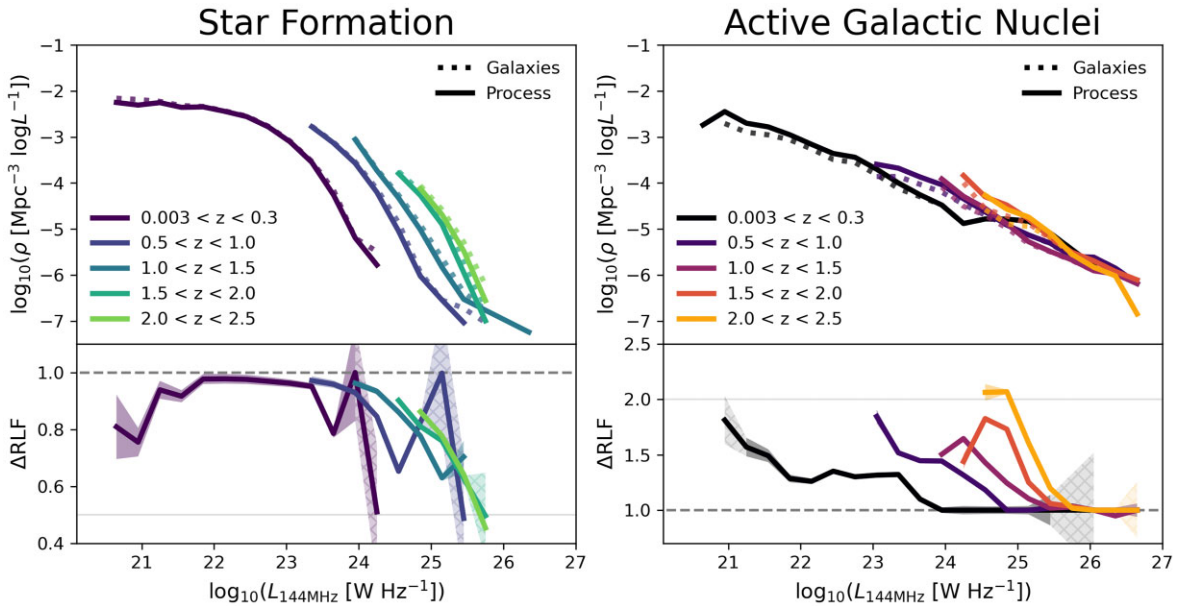 Star Formation
Active Galactic Nuclei
−1
−2
−3
−4
−5
−6
−7
log₁₀(ρ [Mpc⁻³ logL⁻¹])
Galaxies
Process
0.003 < z < 0.3
0.5 < z < 1.0
1.0 < z < 1.5
1.5 < z < 2.0
2.0 < z < 2.5
1.0
0.8
0.6
0.4
ΔRLF
21 22 23 24 25 26 27
log₁₀(L₁₄₄MHz [W Hz⁻¹])
−1
−2
−3
−4
−5
−6
−7
log₁₀(ρ [Mpc⁻³ logL⁻¹])
Galaxies
Process
0.003 < z < 0.3
0.5 < z < 1.0
1.0 < z < 1.5
1.5 < z < 2.0
2.0 < z < 2.5
2.5
2.0
1.5
1.0
ΔRLF
21 22 23 24 25 26 27
log₁₀(L₁₄₄MHz [W Hz⁻¹])